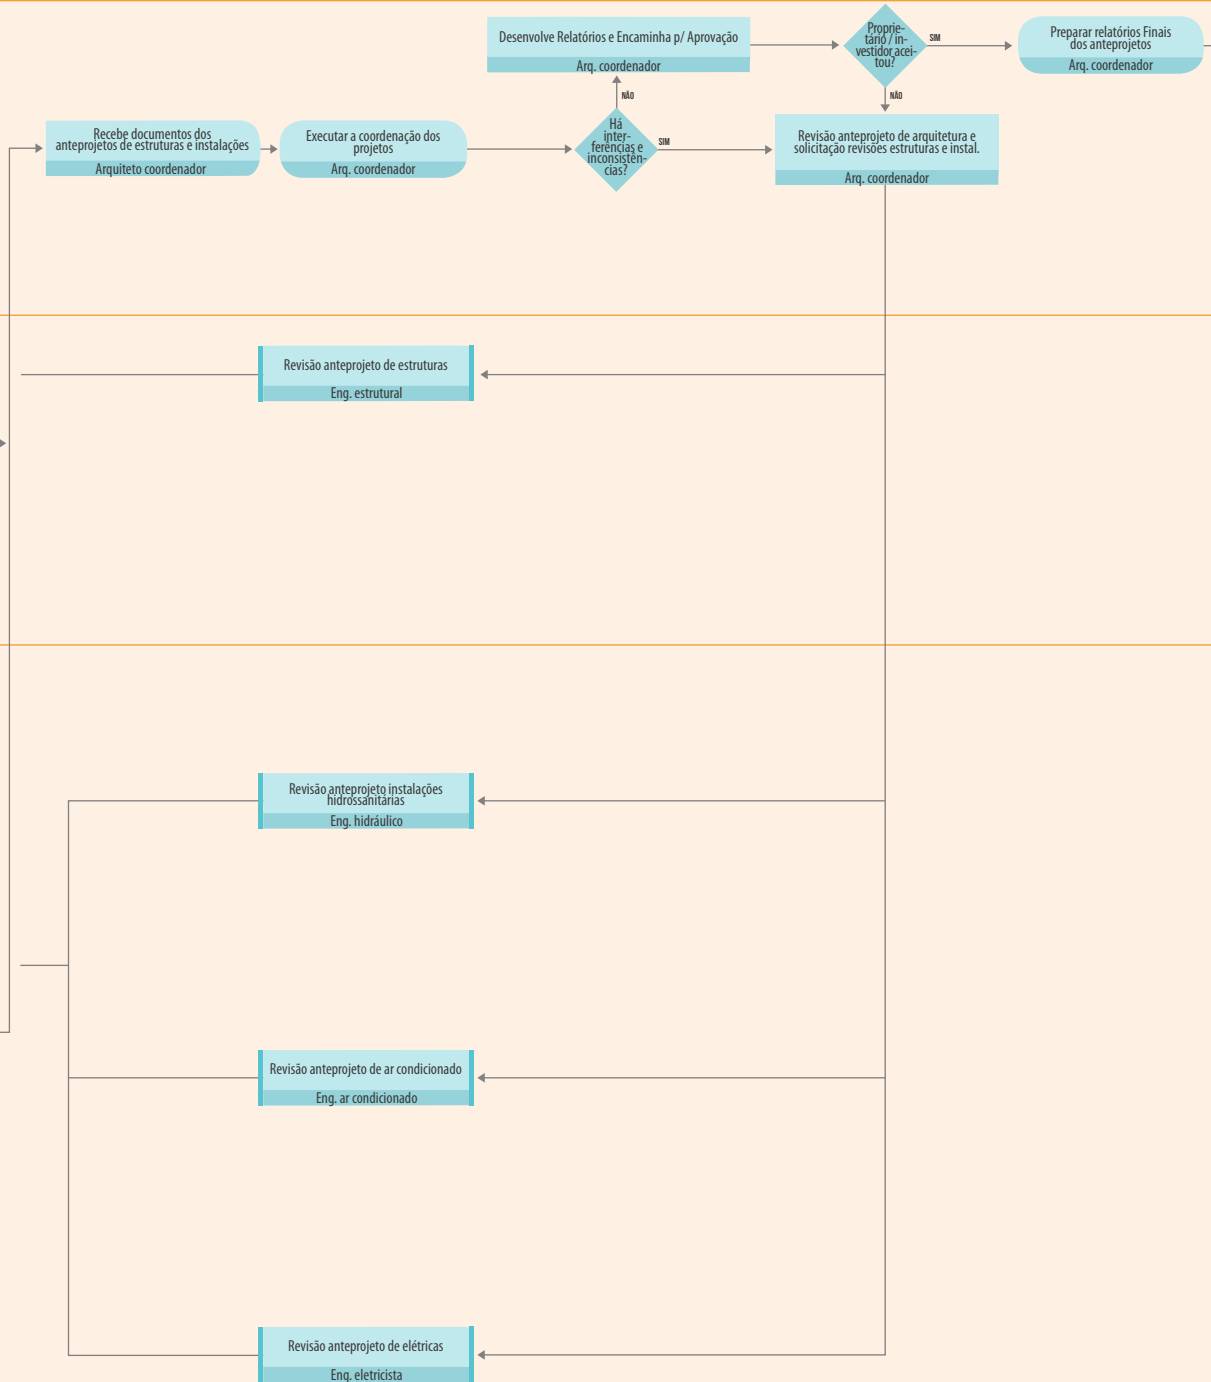 Desenvolve Relatórios e Encaminha p/ Aprovação
Arq. coordenador
Proprie-
tário / in-
vestidor acei-
tou?
SIM
NÃO
Preparar relatórios Finais
dos anteprojetos
Arq. coordenador
Recebe documentos dos
anteprojetos de estruturas e instalações
Arquiteto coordenador
Executar a coordenação dos
projetos
Arq. coordenador
NÃO
Há
inter-
ferências e
inconsistên-
cias?
SIM
Revisão anteprojeto de arquitetura e
solicitação revisões estruturas e instal.
Arq. coordenador
Revisão anteprojeto de estruturas
Eng. estrutural
Revisão anteprojeto instalações
hidrossanitárias
Eng. hidráulico
Revisão anteprojeto de ar condicionado
Eng. ar condicionado
Revisão anteprojeto de elétricas
Eng. eletricista